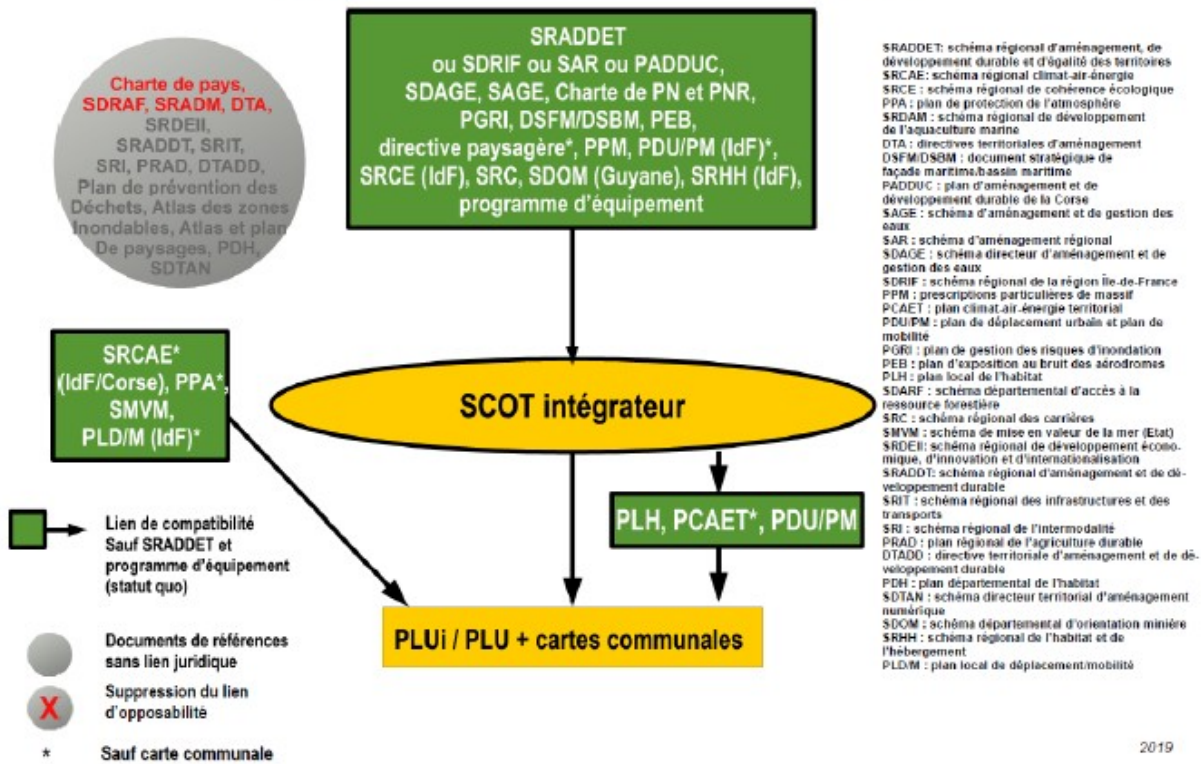 Charte de pays,
SDRAF, SRADM, DTA,
SRDEII,
SRADDT, SRIT,
SRI, PRAD, DTADD,
Plan de prévention des
Déchets, Atlas des zones
Inondables, Atlas et plan
De paysages, PDH,
SDTAN
SRADDET
ou SDRIF ou SAR ou PADDUC,
SDAGE, SAGE, Charte de PN et PNR,
PGRI, DSFM/DSBM, PEB,
directive paysagère*, PPM, PDU/PM (IdF)*,
SRCE (IdF), SRC, SDOM (Guyane), SRHH (IdF),
programme d'équipement
SRCAE*
(IdF/Corse), PPA*,
SMVM,
PLD/M (IdF)*
SCOT intégrateur
PLH, PCAET*, PDU/PM
PLUi / PLU + cartes communales
Lien de compatibilité
Sauf SRADDET et
programme d'équipement
(statut quo)
Documents de références
sans lien juridique
X
Suppression du lien
d'opposabilité
* Sauf carte communale
SRADDET: schéma régional d'aménagement, de
développement durable et d'égalité des territoires
SRCAE: schéma régional climat-air-énergie
SRCE : schéma régional de cohérence écologique
PPA : plan de protection de l'atmosphère
SRDAM : schéma régional de développement
de l'aquaculture marine
DTA : directives territoriales d'aménagement
DSFM/DSBM : document stratégique de
façade maritime/bassin maritime
PADDUC : plan d'aménagement et de
développement durable de la Corse
SAGE : schéma d'aménagement et de gestion des
eaux
SAR : schéma d'aménagement régional
SDAGE : schéma directeur d'aménagement et de
gestion des eaux
SDRIF : schéma régional de la région Île-de-France
PPM : prescriptions particulières de massif
PCAET : plan climat-air-énergie territorial
PDU/PM : plan de déplacement urbain et plan de
mobilité
PGRI : plan de gestion des risques d'inondation
PEB : plan d'exposition au bruit des aérodromes
PLH : plan local de l'habitat
SDARF : schéma départemental d'accès à la
ressource forestière
SRC : schéma régional des carrières
SMVM : schéma de mise en valeur de la mer (Etat)
SRDEII: schéma régional de développement écono-
mique, d'innovation et d'internationalisation
SRADDT: schéma régional d'aménagement et de dé-
veloppement durable
SRIT : schéma régional des infrastructures et des
transports
SRI : schéma régional de l'intermodalité
PRAD : plan régional de l'agriculture durable
DTADD : directive territoriale d'aménagement et de dé-
veloppement durable
PDH : plan départemental de l'habitat
SDTAN : schéma directeur territorial d'aménagement
numérique
SDOM : schéma départemental d'orientation minière
SRHH : schéma régional de l'habitat et de
l'hébergement
PLD/M : plan local de déplacement/mobilité
2019